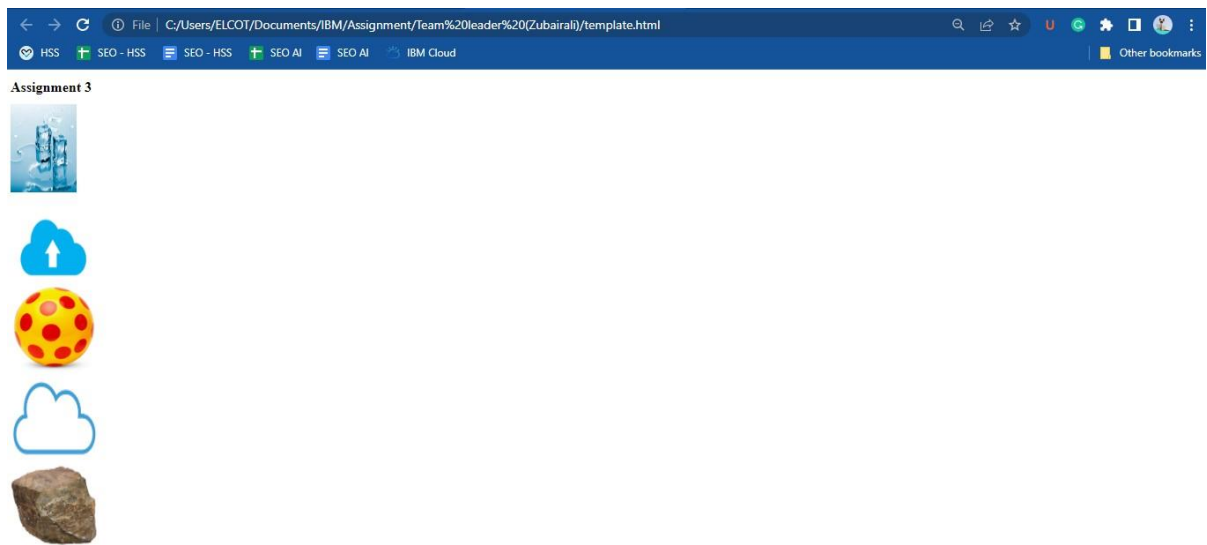 File | C:/Users/ELCOT/Documents/IBM/Assignment/Team%20leader%20(Zubairali)/template.html
HSS SEO - HSS SEO - HSS SEO AI SEO AI IBM Cloud Other bookmarks
Assignment 3